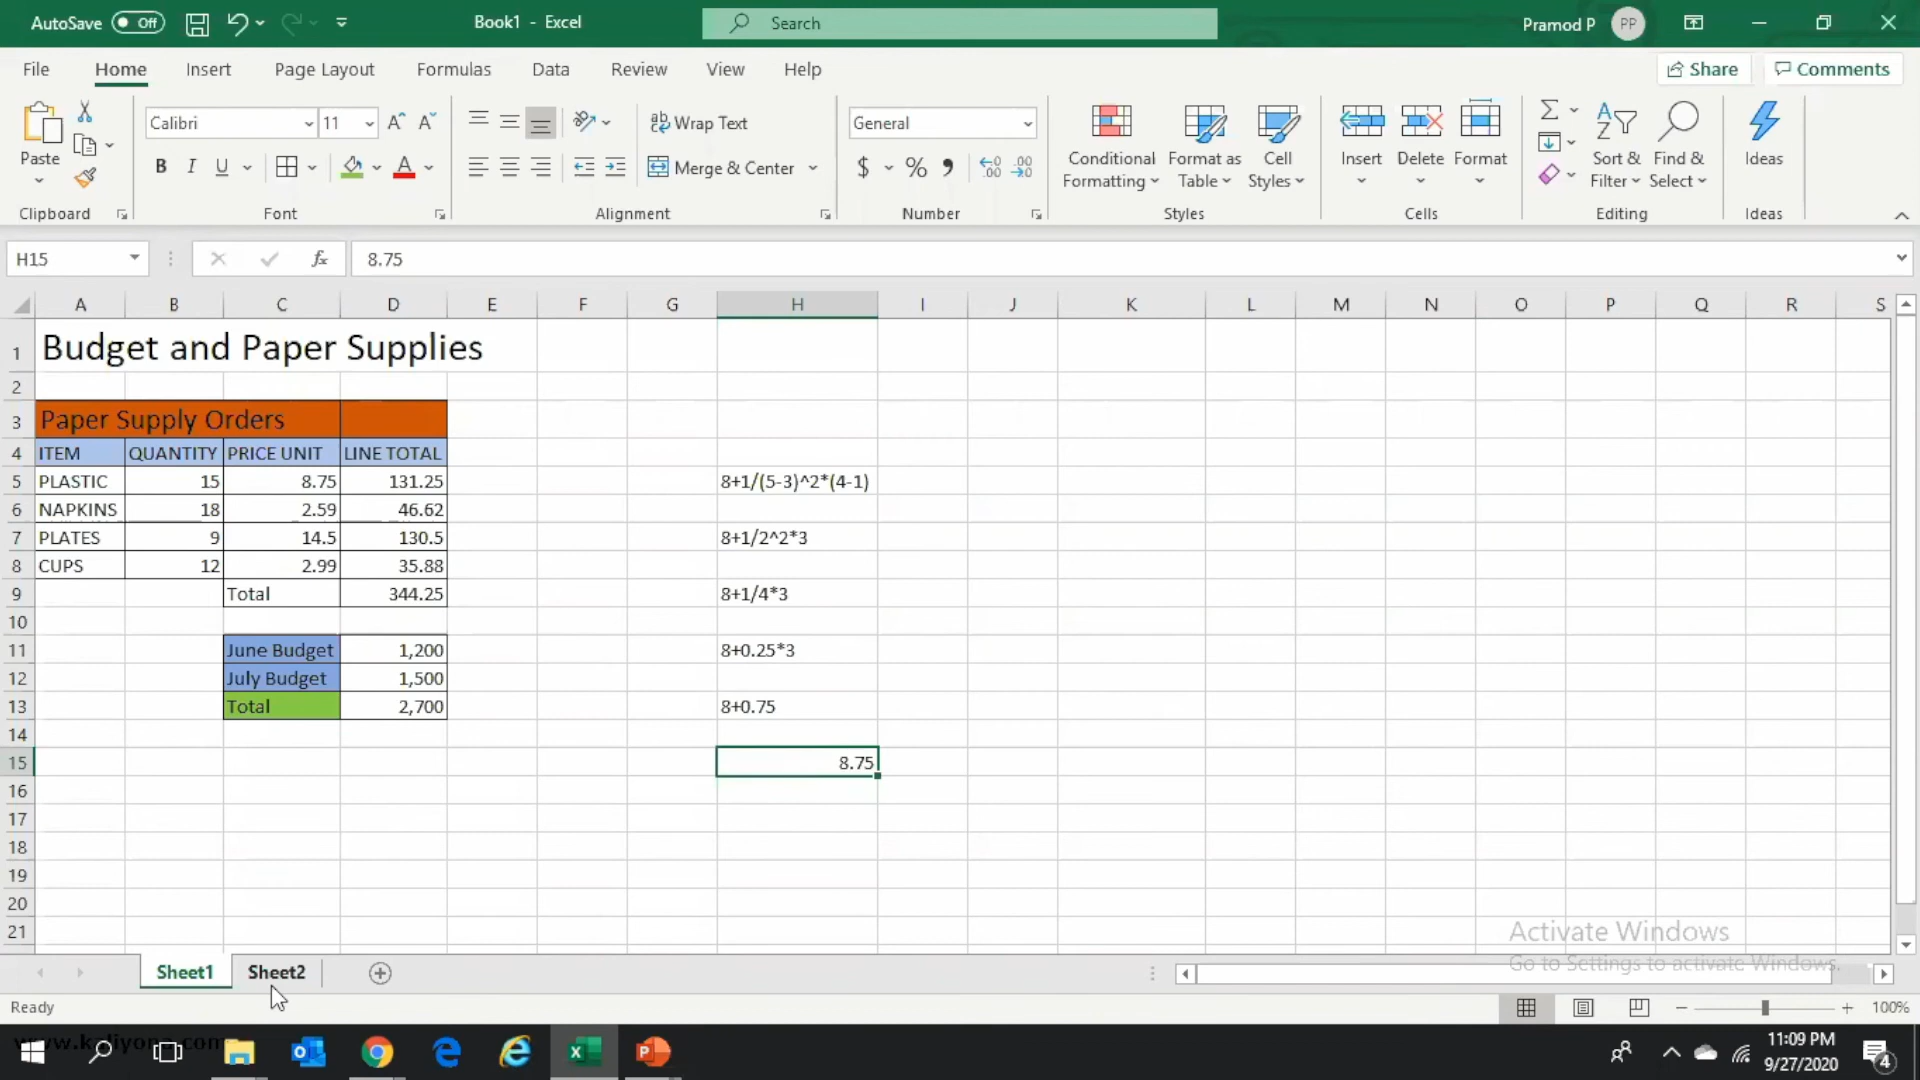 AutoSave Off Book1 - Excel Search Pramod P PP
File Home Insert Page Layout Formulas Data Review View Help Share Comments
Paste Calibri 11 Wrap Text General Conditional Formatting Format as Table Cell Styles Insert Delete Format Sort & Filter Find & Select Ideas
B I U A Merge & Center $ %
Clipboard Font Alignment Number Styles Cells Editing Ideas
H15 fx 8.75
A B C D E F G H I J K L M N O P Q R S
1 Budget and Paper Supplies
2
3 Paper Supply Orders
4 ITEM QUANTITY PRICE UNIT LINE TOTAL
5 PLASTIC 15 8.75 131.25 8+1/(5-3)^2*(4-1)
6 NAPKINS 18 2.59 46.62
7 PLATES 9 14.5 130.5 8+1/2^2*3
8 CUPS 12 2.99 35.88
9 Total 344.25 8+1/4*3
10
11 June Budget 1,200 8+0.25*3
12 July Budget 1,500
13 Total 2,700 8+0.75
14
15 8.75
16
17
18
19
20
21
Activate Windows
Go to Settings to activate Windows.
Sheet1 Sheet2
Ready 100%
11:09 PM
9/27/2020
4